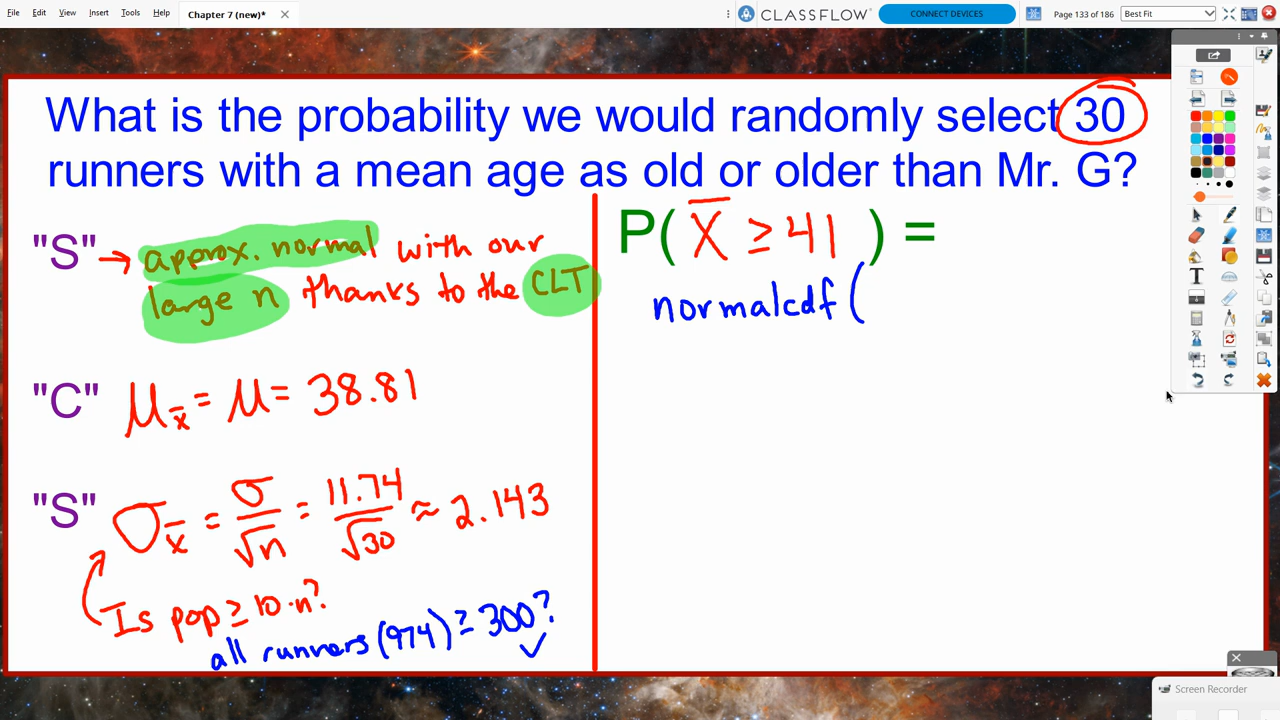 File Edit View Insert Tools Help
Chapter 7 (new)*
CLASSFLOW
CONNECT DEVICES
Page 133 of 186
Best Fit
What is the probability we would randomly select 30
runners with a mean age as old or older than Mr. G?
"S" → approx. normal with our
large n thanks to the CLT
"C" μx̄ = μ = 38.81
"S" σx̄ = σ/√n = 11.74/√30 ≈ 2.143
Is pop ≥ 10·n?
all runners (974) ≥ 300? ✓
P( x̄ ≥ 41 ) =
normalcdf (
T
Screen Recorder